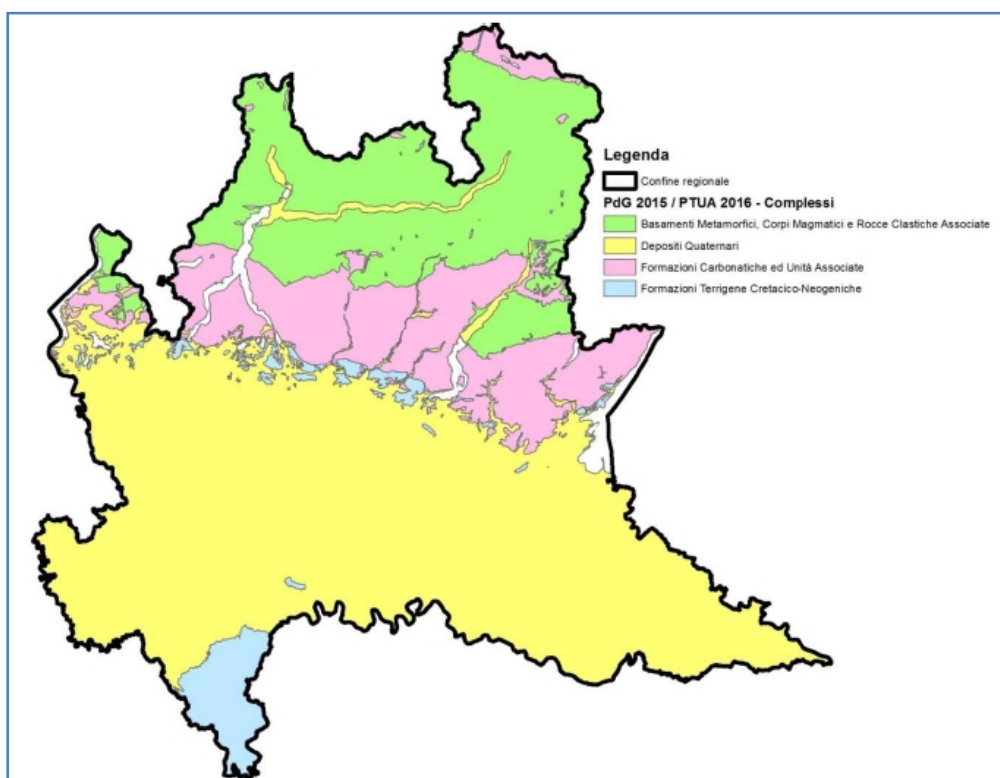 Legenda
Confine regionale
PdG 2015 / PTUA 2016 - Complessi
Basamenti Metamorfici, Corpi Magmatici e Rocce Clastiche Associate
Depositi Quaternari
Formazioni Carbonatiche ed Unità Associate
Formazioni Terrigene Cretacico-Neogeniche